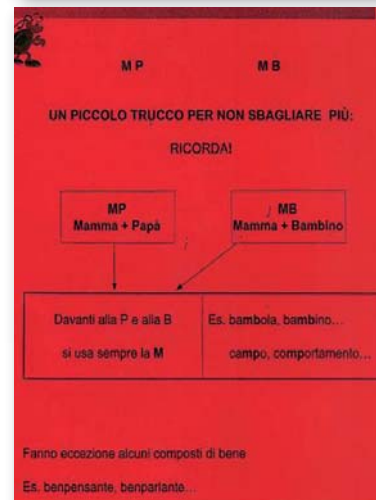 M P M B
UN PICCOLO TRUCCO PER NON SBAGLIARE PIÙ:
RICORDA!
MP
Mamma + Papà
MB
Mamma + Bambino
Davanti alla P e alla B
si usa sempre la M
Es. bambola, bambino...
campo, comportamento...
Fanno eccezione alcuni composti di bene
Es. benpensante, benparlante...